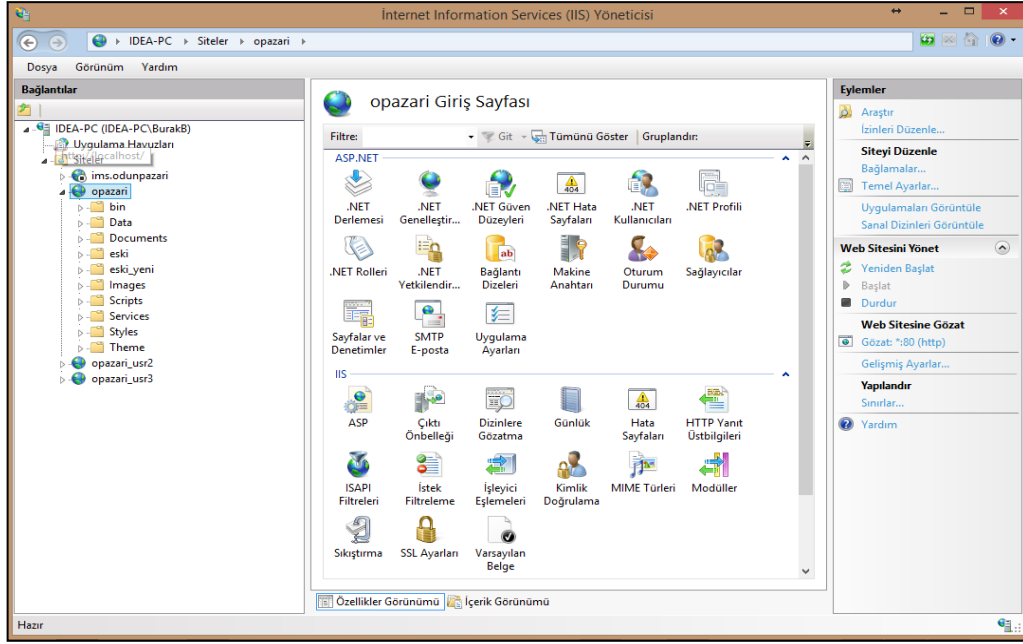 İnternet Information Services (IIS) Yöneticisi
IDEA-PC Siteler opazari
Dosya Görünüm Yardım
Bağlantılar
IDEA-PC (IDEA-PC\BurakB)
Uygulama Havuzları
http://localhost/
Siteler
ims.odunpazari
opazari
bin
Data
Documents
eski
eski_yeni
Images
Scripts
Services
Styles
Theme
opazari_usr2
opazari_usr3
opazari Giriş Sayfası
Filtre: Git Tümünü Göster Gruplandır:
ASP.NET
.NET Derlemesi
.NET Genelleştir...
.NET Güven Düzeyleri
.NET Hata Sayfaları
.NET Kullanıcıları
.NET Profili
.NET Rolleri
.NET Yetkilendir...
Bağlantı Dizeleri
Makine Anahtarı
Oturum Durumu
Sağlayıcılar
Sayfalar ve Denetimler
SMTP E-posta
Uygulama Ayarları
IIS
ASP
Çıktı Önbelleği
Dizinlere Gözatma
Günlük
Hata Sayfaları
HTTP Yanıt Üstbilgileri
ISAPI Filtreleri
İstek Filtreleme
İşleyici Eşlemeleri
Kimlik Doğrulama
MIME Türleri
Modüller
Sıkıştırma
SSL Ayarları
Varsayılan Belge
Özellikler Görünümü İçerik Görünümü
Eylemler
Araştır
İzinleri Düzenle...
Siteyi Düzenle
Bağlamalar...
Temel Ayarlar...
Uygulamaları Görüntüle
Sanal Dizinleri Görüntüle
Web Sitesini Yönet
Yeniden Başlat
Başlat
Durdur
Web Sitesine Gözat
Gözat: *:80 (http)
Gelişmiş Ayarlar...
Yapılandır
Sınırlar...
Yardım
Hazır